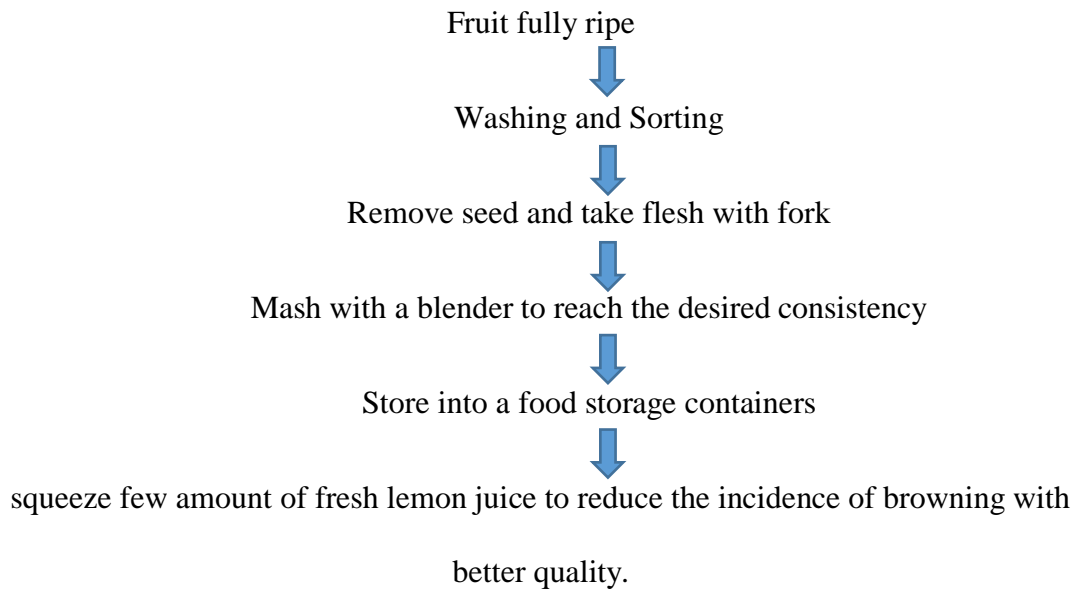 Fruit fully ripe
Washing and Sorting
Remove seed and take flesh with fork
Mash with a blender to reach the desired consistency
Store into a food storage containers
squeeze few amount of fresh lemon juice to reduce the incidence of browning with
better quality.